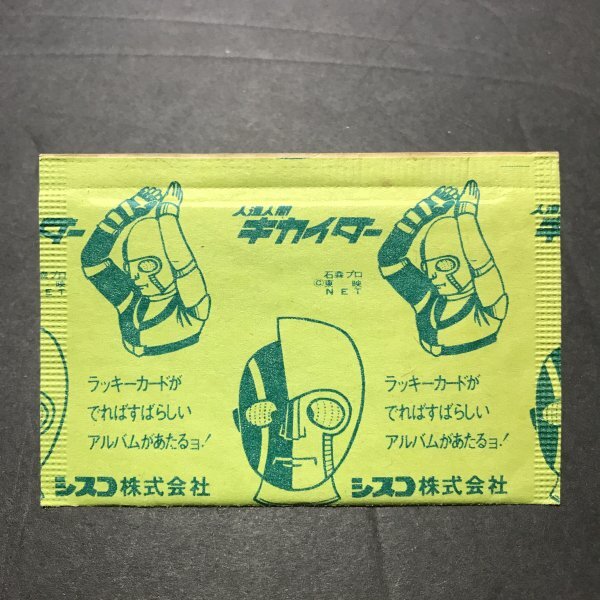 人造人間
キカイダー
石森プロ
©東映
NET
ラッキーカードが
でればすばらしい
アルバムがあたるヨ!
シスコ株式会社
ラッキーカードが
でればすばらしい
アルバムがあたるヨ!
シスコ株式会社